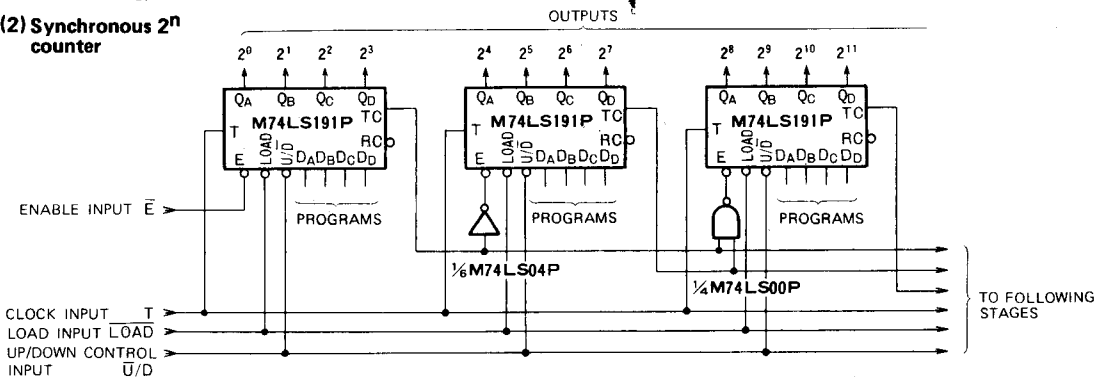 (2) Synchronous 2ⁿ
counter
OUTPUTS
2⁰ 2¹ 2² 2³ 2⁴ 2⁵ 2⁶ 2⁷ 2⁸ 2⁹ 2¹⁰ 2¹¹
QA QB QC QD TC
M74LS191P
T RC
E LOAD U̅/D DA DB DC DD
QA QB QC QD TC
M74LS191P
T RC
E LOAD U̅/D DA DB DC DD
QA QB QC QD TC
M74LS191P
T RC
E LOAD U̅/D DA DB DC DD
ENABLE INPUT E̅
PROGRAMS PROGRAMS PROGRAMS
⅙M74LS04P
¼M74LS00P
CLOCK INPUT T
LOAD INPUT L̅O̅A̅D̅
UP/DOWN CONTROL
INPUT U̅/D
TO FOLLOWING
STAGES